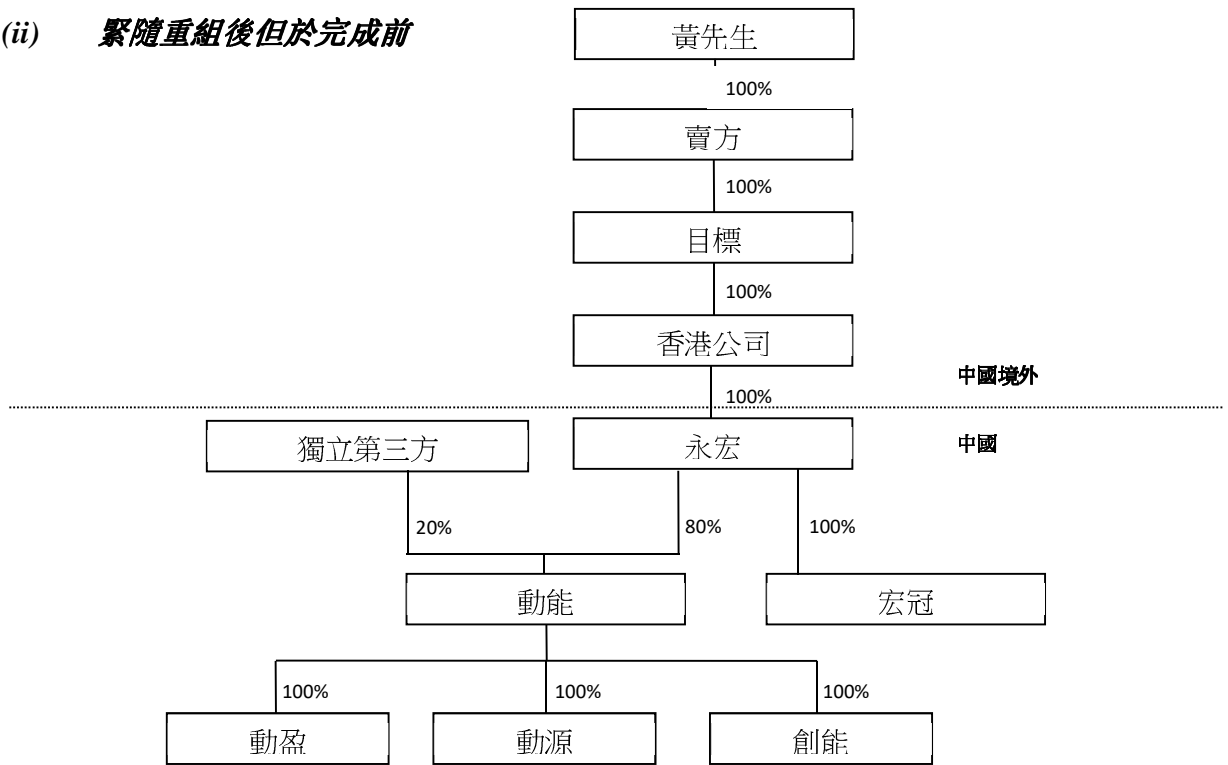 (ii) 緊隨重組後但於完成前
黃先生
100%
賣方
100%
目標
100%
香港公司
中國境外
100%
獨立第三方
永宏
中國
20%
80%
100%
動能
宏冠
100%
100%
100%
動盈
動源
創能